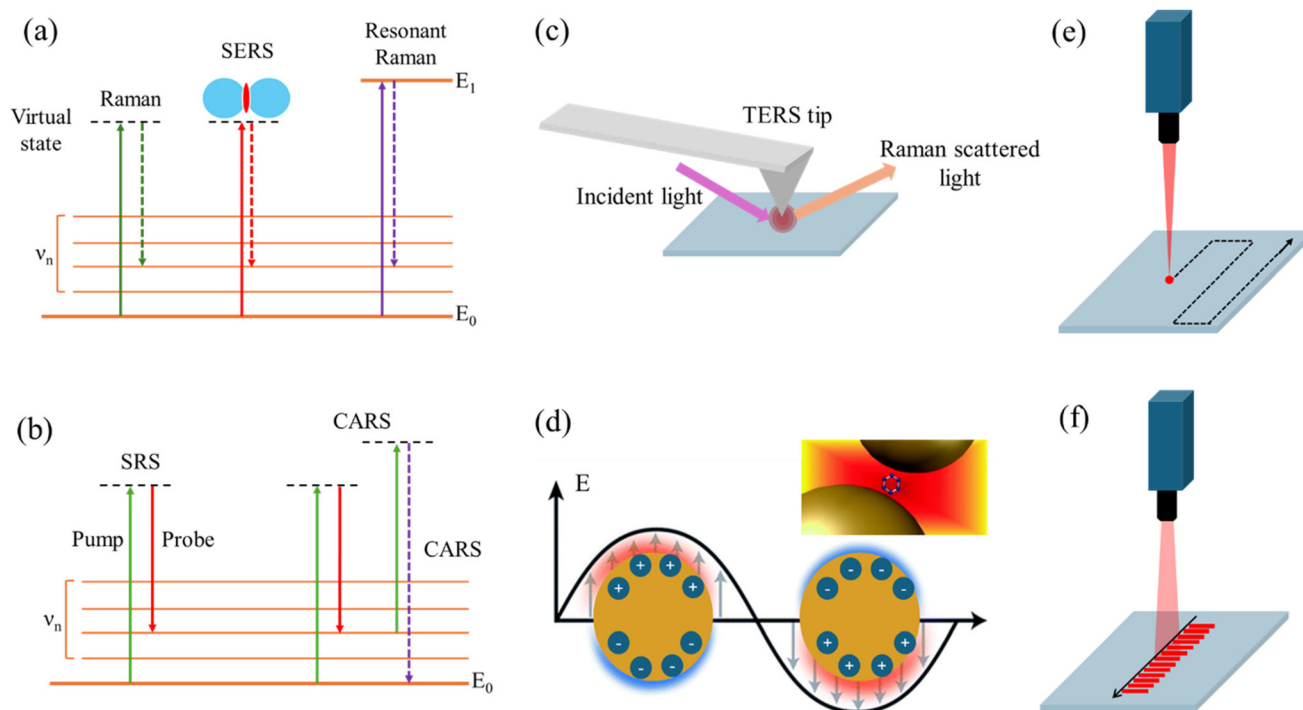 (a)
SERS
Resonant
Raman
E1
Raman
Virtual
state
νn
E0
(b)
CARS
SRS
Pump
Probe
CARS
νn
E0
(c)
TERS tip
Raman scattered
light
Incident light
(d)
E
+ + + +
- - - -
- - - -
+ + + +
(e)
(f)